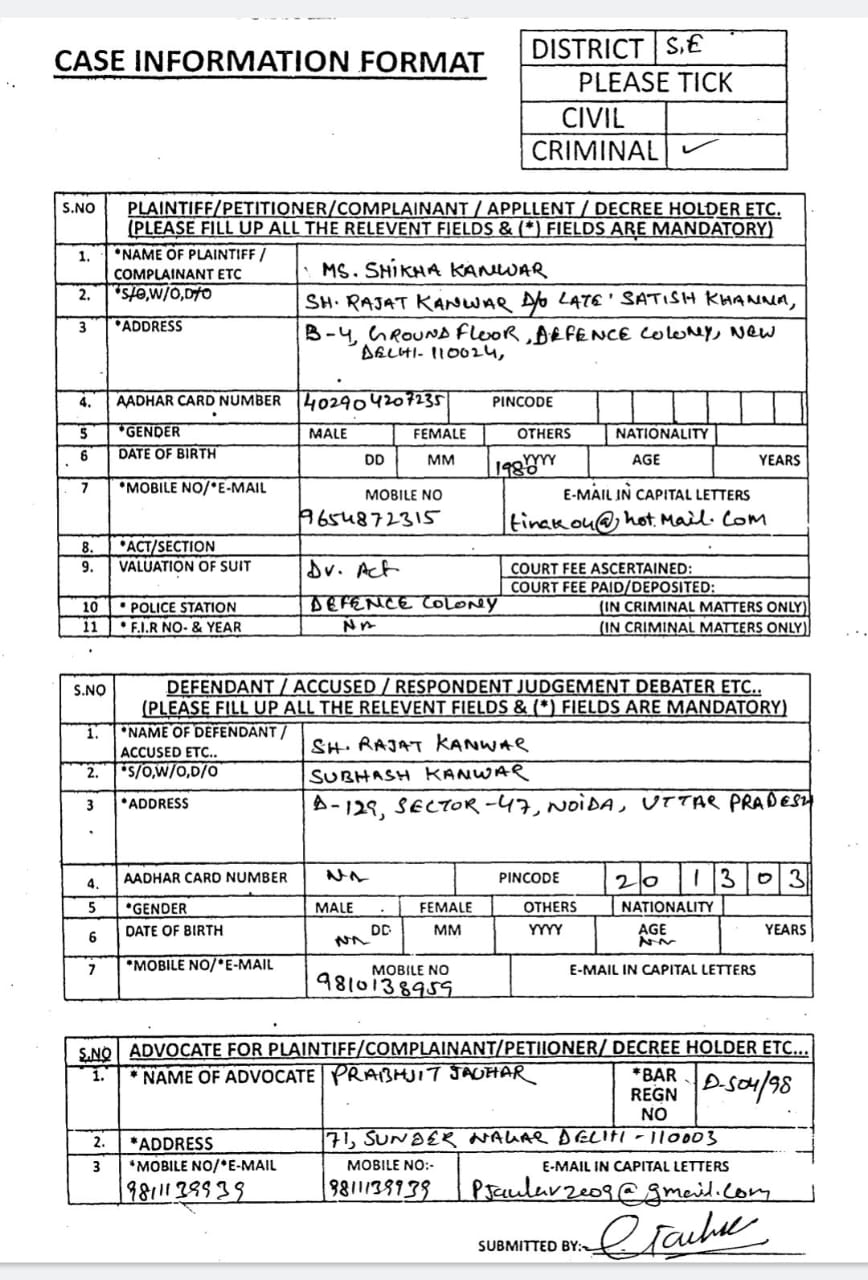 CASE INFORMATION FORMAT
DISTRICT S,E
PLEASE TICK
CIVIL
CRIMINAL ✓
S.NO PLAINTIFF/PETITIONER/COMPLAINANT / APPLLENT / DECREE HOLDER ETC.
(PLEASE FILL UP ALL THE RELEVENT FIELDS & (*) FIELDS ARE MANDATORY)
1. *NAME OF PLAINTIFF / COMPLAINANT ETC MS. SHIKHA KANWAR
2. *S/O,W/O,D/O SH. RAJAT KANWAR D/o LATE' SATISH KHANNA,
3 *ADDRESS B-4, GROUND FLOOR, DEFENCE COLONY, NEW
DELHI-110024,
4. AADHAR CARD NUMBER 402904207235 PINCODE
5 *GENDER MALE FEMALE OTHERS NATIONALITY
6 DATE OF BIRTH DD MM 1980 YYYY AGE YEARS
7 *MOBILE NO/*E-MAIL MOBILE NO E-MAIL IN CAPITAL LETTERS
9654872315 tinakou@hot.Mail.Com
8. *ACT/SECTION
9. VALUATION OF SUIT DV. Act COURT FEE ASCERTAINED:
COURT FEE PAID/DEPOSITED:
10 * POLICE STATION DEFENCE COLONEY (IN CRIMINAL MATTERS ONLY)
11 * F.I.R NO- & YEAR NA (IN CRIMINAL MATTERS ONLY)
S.NO DEFENDANT / ACCUSED / RESPONDENT JUDGEMENT DEBATER ETC..
(PLEASE FILL UP ALL THE RELEVENT FIELDS & (*) FIELDS ARE MANDATORY)
1. *NAME OF DEFENDANT / ACCUSED ETC.. SH. RAJAT KANWAR
2. *S/O,W/O,D/O SUBHASH KANWAR
3 *ADDRESS D-129, SECTOR-47, NOIDA, UTTAR PRADESH
4. AADHAR CARD NUMBER NA PINCODE 201303
5 *GENDER MALE FEMALE OTHERS NATIONALITY
6 DATE OF BIRTH NA DD MM YYYY AGE NA YEARS
7 *MOBILE NO/*E-MAIL MOBILE NO E-MAIL IN CAPITAL LETTERS
9810138959
S.NO ADVOCATE FOR PLAINTIFF/COMPLAINANT/PETIIONER/ DECREE HOLDER ETC...
1. * NAME OF ADVOCATE PRABHJIT JAUHAR *BAR REGN NO D-504/98
2. *ADDRESS 71, SUNDER NAGAR DELHI-110003
3 *MOBILE NO/*E-MAIL MOBILE NO:- E-MAIL IN CAPITAL LETTERS
9811139939 9811139939 Pjauhar2009@gmail.com
SUBMITTED BY:-